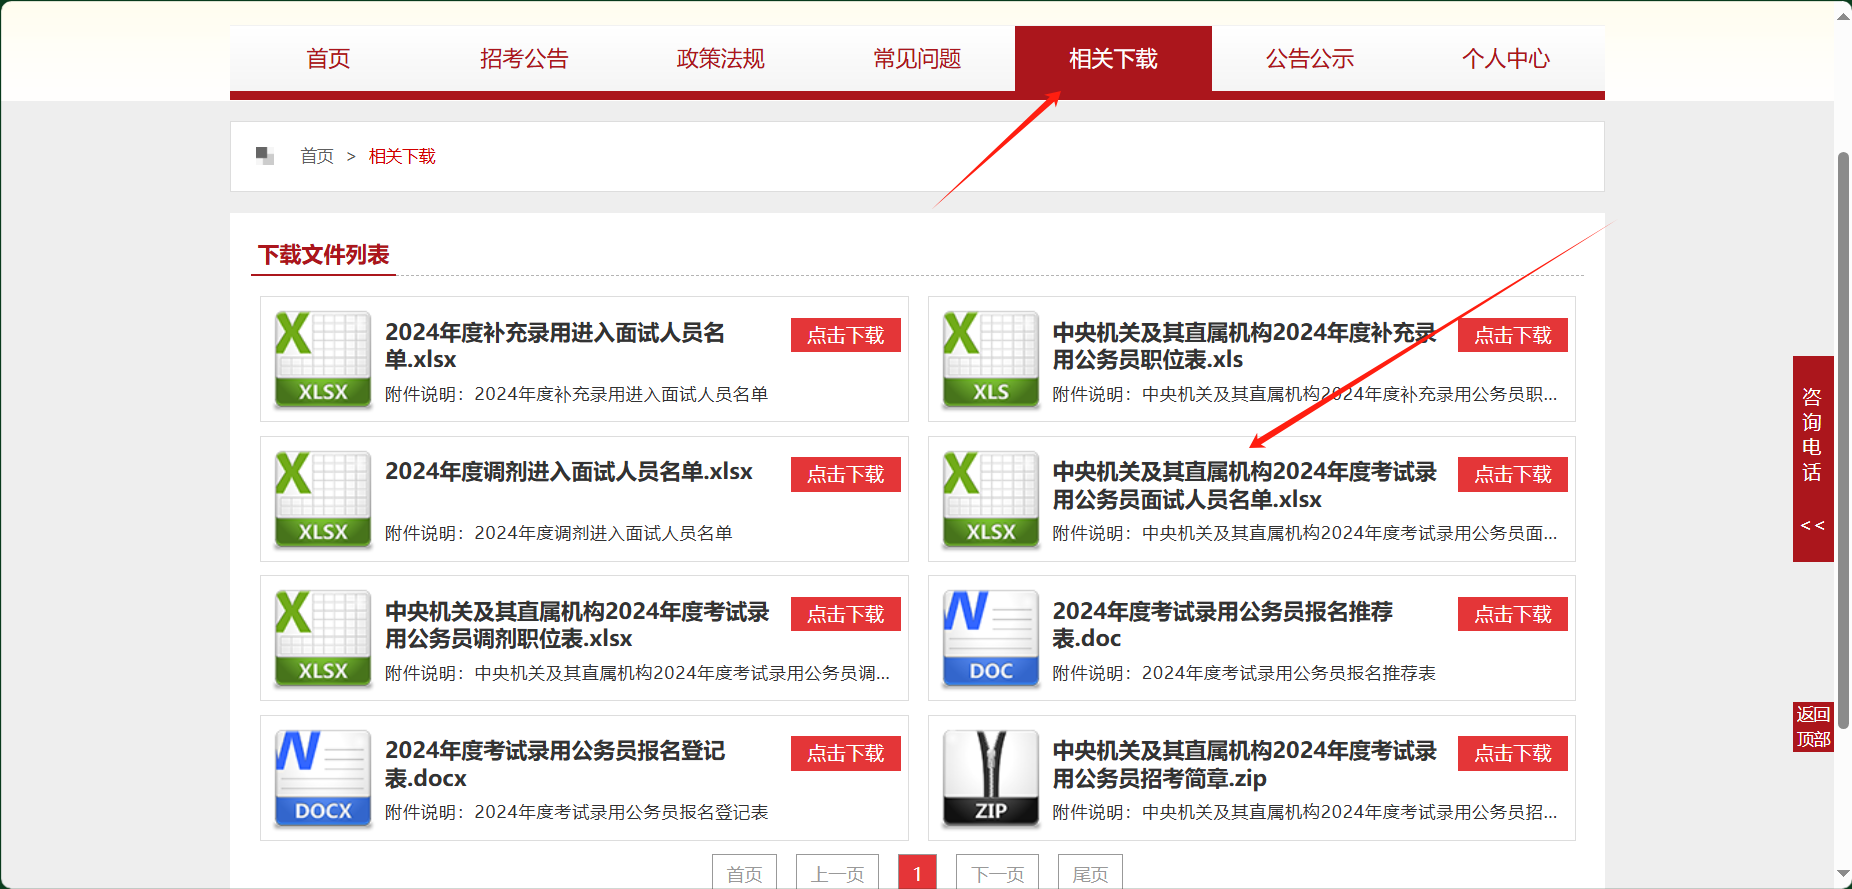 首页
招考公告
政策法规
常见问题
相关下载
公告公示
个人中心
首页 > 相关下载
下载文件列表
XLSX
2024年度补充录用进入面试人员名
单.xlsx
点击下载
附件说明：2024年度补充录用进入面试人员名单
XLS
中央机关及其直属机构2024年度补充录
用公务员职位表.xls
点击下载
附件说明：中央机关及其直属机构2024年度补充录用公务员职...
XLSX
2024年度调剂进入面试人员名单.xlsx
点击下载
附件说明：2024年度调剂进入面试人员名单
XLSX
中央机关及其直属机构2024年度考试录
用公务员面试人员名单.xlsx
点击下载
附件说明：中央机关及其直属机构2024年度考试录用公务员面...
XLSX
中央机关及其直属机构2024年度考试录
用公务员调剂职位表.xlsx
点击下载
附件说明：中央机关及其直属机构2024年度考试录用公务员调...
DOC
2024年度考试录用公务员报名推荐
表.doc
点击下载
附件说明：2024年度考试录用公务员报名推荐表
DOCX
2024年度考试录用公务员报名登记
表.docx
点击下载
附件说明：2024年度考试录用公务员报名登记表
ZIP
中央机关及其直属机构2024年度考试录
用公务员招考简章.zip
点击下载
附件说明：中央机关及其直属机构2024年度考试录用公务员招...
首页
上一页
1
下一页
尾页
咨
询
电
话
<<
返回
顶部